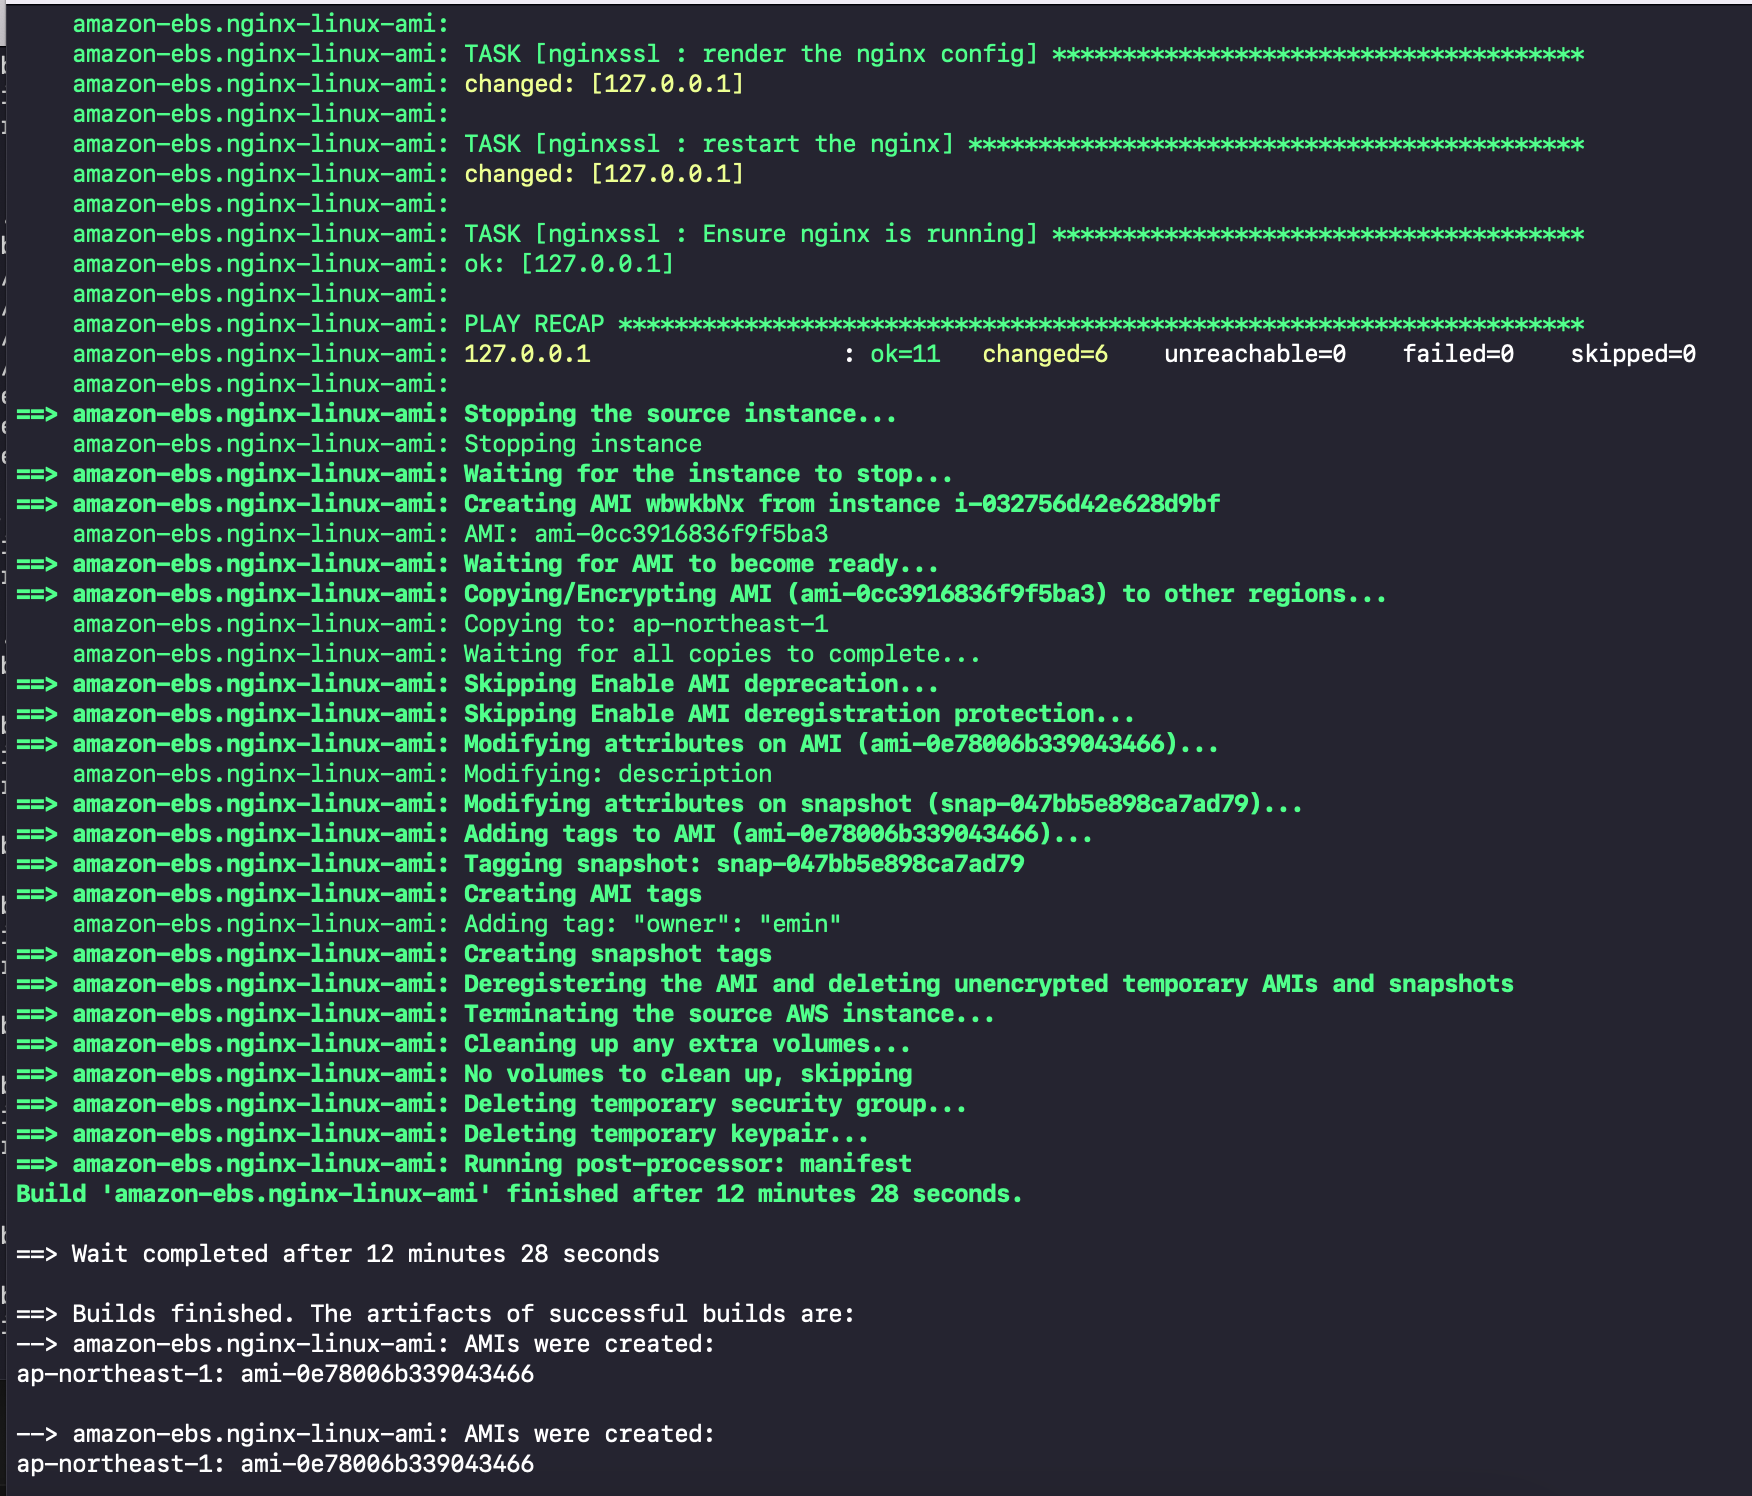 amazon-ebs.nginx-linux-ami:
amazon-ebs.nginx-linux-ami: TASK [nginxssl : render the nginx config] **************************************
amazon-ebs.nginx-linux-ami: changed: [127.0.0.1]
amazon-ebs.nginx-linux-ami:
amazon-ebs.nginx-linux-ami: TASK [nginxssl : restart the nginx] ********************************************
amazon-ebs.nginx-linux-ami: changed: [127.0.0.1]
amazon-ebs.nginx-linux-ami:
amazon-ebs.nginx-linux-ami: TASK [nginxssl : Ensure nginx is running] **************************************
amazon-ebs.nginx-linux-ami: ok: [127.0.0.1]
amazon-ebs.nginx-linux-ami:
amazon-ebs.nginx-linux-ami: PLAY RECAP *********************************************************************
amazon-ebs.nginx-linux-ami: 127.0.0.1                  : ok=11   changed=6    unreachable=0    failed=0    skipped=0
amazon-ebs.nginx-linux-ami:
==> amazon-ebs.nginx-linux-ami: Stopping the source instance...
amazon-ebs.nginx-linux-ami: Stopping instance
==> amazon-ebs.nginx-linux-ami: Waiting for the instance to stop...
==> amazon-ebs.nginx-linux-ami: Creating AMI wbwkbNx from instance i-032756d42e628d9bf
amazon-ebs.nginx-linux-ami: AMI: ami-0cc3916836f9f5ba3
==> amazon-ebs.nginx-linux-ami: Waiting for AMI to become ready...
==> amazon-ebs.nginx-linux-ami: Copying/Encrypting AMI (ami-0cc3916836f9f5ba3) to other regions...
amazon-ebs.nginx-linux-ami: Copying to: ap-northeast-1
amazon-ebs.nginx-linux-ami: Waiting for all copies to complete...
==> amazon-ebs.nginx-linux-ami: Skipping Enable AMI deprecation...
==> amazon-ebs.nginx-linux-ami: Skipping Enable AMI deregistration protection...
==> amazon-ebs.nginx-linux-ami: Modifying attributes on AMI (ami-0e78006b339043466)...
amazon-ebs.nginx-linux-ami: Modifying: description
==> amazon-ebs.nginx-linux-ami: Modifying attributes on snapshot (snap-047bb5e898ca7ad79)...
==> amazon-ebs.nginx-linux-ami: Adding tags to AMI (ami-0e78006b339043466)...
==> amazon-ebs.nginx-linux-ami: Tagging snapshot: snap-047bb5e898ca7ad79
==> amazon-ebs.nginx-linux-ami: Creating AMI tags
amazon-ebs.nginx-linux-ami: Adding tag: "owner": "emin"
==> amazon-ebs.nginx-linux-ami: Creating snapshot tags
==> amazon-ebs.nginx-linux-ami: Deregistering the AMI and deleting unencrypted temporary AMIs and snapshots
==> amazon-ebs.nginx-linux-ami: Terminating the source AWS instance...
==> amazon-ebs.nginx-linux-ami: Cleaning up any extra volumes...
==> amazon-ebs.nginx-linux-ami: No volumes to clean up, skipping
==> amazon-ebs.nginx-linux-ami: Deleting temporary security group...
==> amazon-ebs.nginx-linux-ami: Deleting temporary keypair...
==> amazon-ebs.nginx-linux-ami: Running post-processor: manifest
Build 'amazon-ebs.nginx-linux-ami' finished after 12 minutes 28 seconds.
==> Wait completed after 12 minutes 28 seconds
==> Builds finished. The artifacts of successful builds are:
--> amazon-ebs.nginx-linux-ami: AMIs were created:
ap-northeast-1: ami-0e78006b339043466
--> amazon-ebs.nginx-linux-ami: AMIs were created:
ap-northeast-1: ami-0e78006b339043466